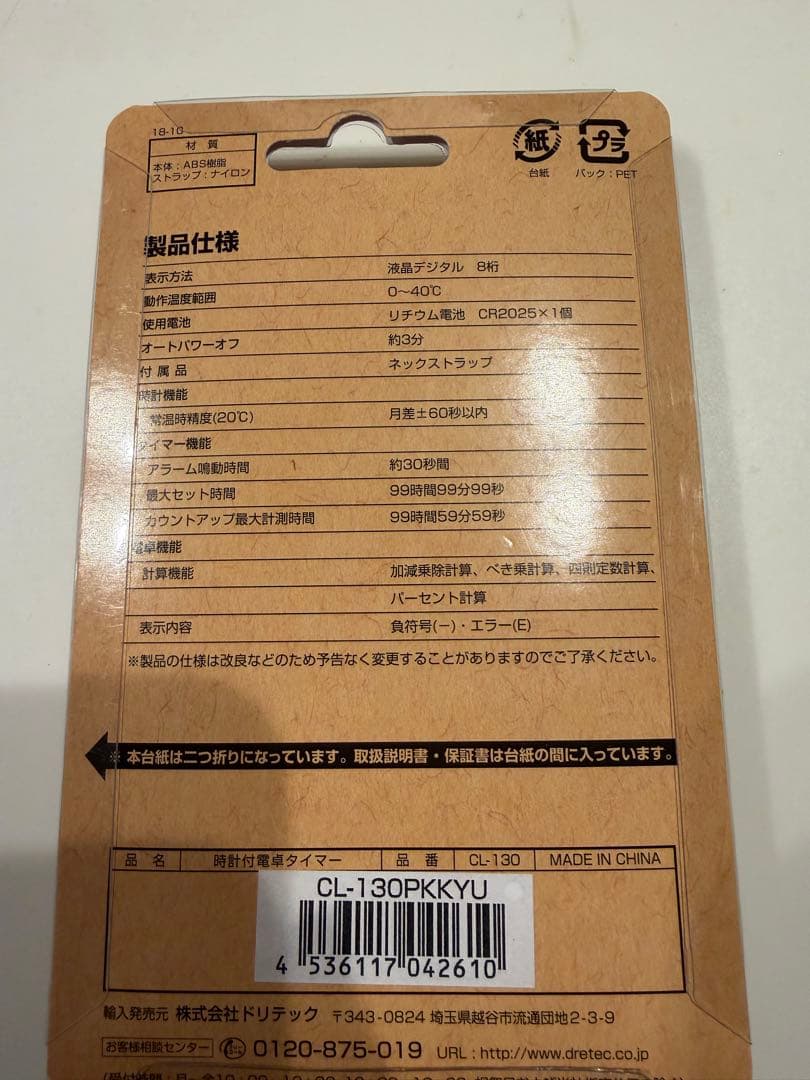 18-10
材 質
本体：ABS樹脂
ストラップ：ナイロン
紙
台紙
プラ
パック：PET
製品仕様
表示方法 液晶デジタル 8桁
動作温度範囲 0～40℃
使用電池 リチウム電池 CR2025×1個
オートパワーオフ 約3分
付 属 品 ネックストラップ
時計機能
常温時精度(20℃) 月差±60秒以内
タイマー機能
アラーム鳴動時間 約30秒間
最大セット時間 99時間99分99秒
カウントアップ最大計測時間 99時間59分59秒
電卓機能
計算機能 加減乗除計算、べき乗計算、四則定数計算、
パーセント計算
表示内容 負符号(−)・エラー(E)
※製品の仕様は改良などのため予告なく変更することがありますのでご了承ください。
※ 本台紙は二つ折りになっています。取扱説明書・保証書は台紙の間に入っています。
品 名 時計付電卓タイマー 品 番 CL-130 MADE IN CHINA
CL-130PKKYU
4 536117 042610
輸入発売元 株式会社ドリテック 〒343-0824 埼玉県越谷市流通団地2-3-9
お客様相談センター 0120-875-019 URL：http://www.dretec.co.jp